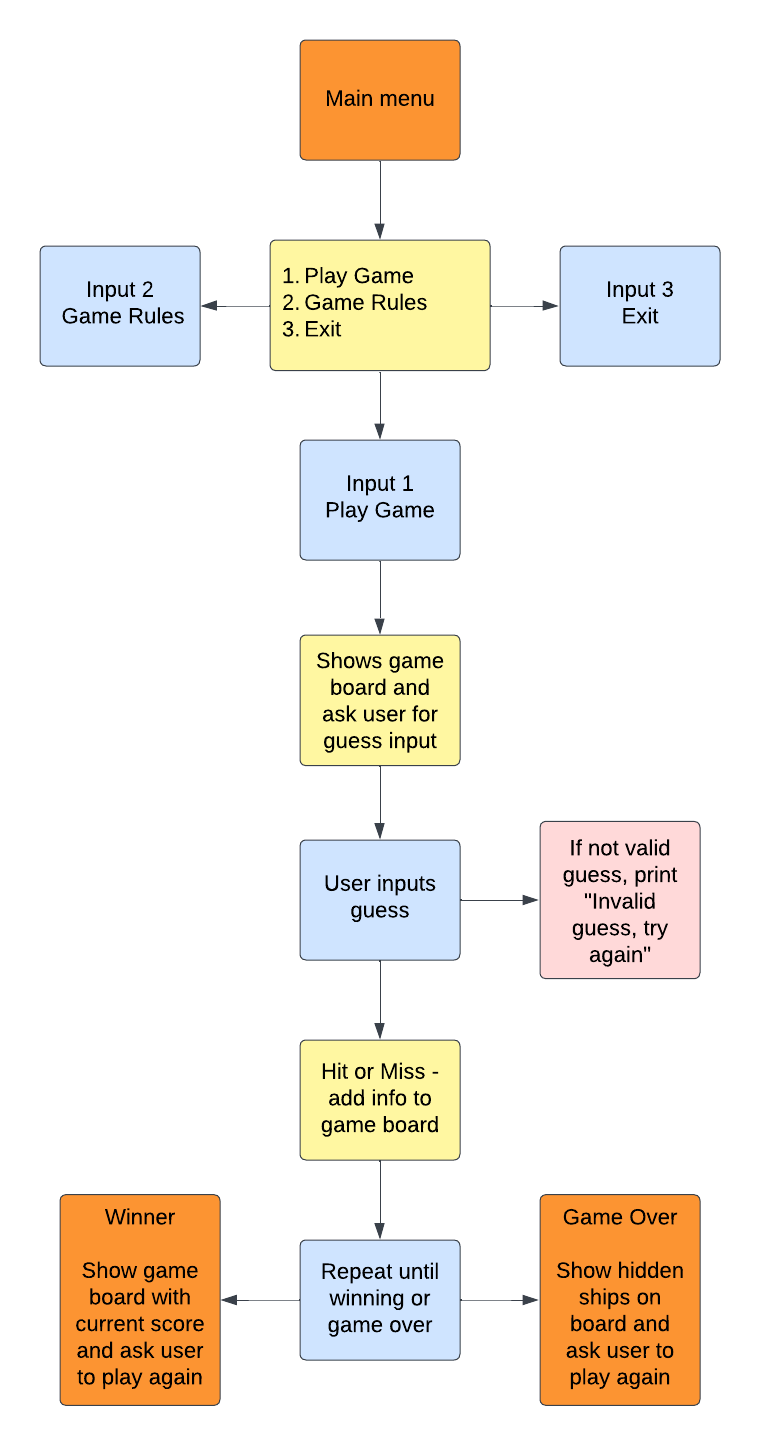 Main menu
1. Play Game
2. Game Rules
3. Exit
Input 2
Game Rules
Input 3
Exit
Input 1
Play Game
Shows game
board and
ask user for
guess input
User inputs
guess
If not valid
guess, print
"Invalid
guess, try
again"
Hit or Miss -
add info to
game board
Winner
Show game
board with
current score
and ask user
to play again
Repeat until
winning or
game over
Game Over
Show hidden
ships on
board and
ask user to
play again